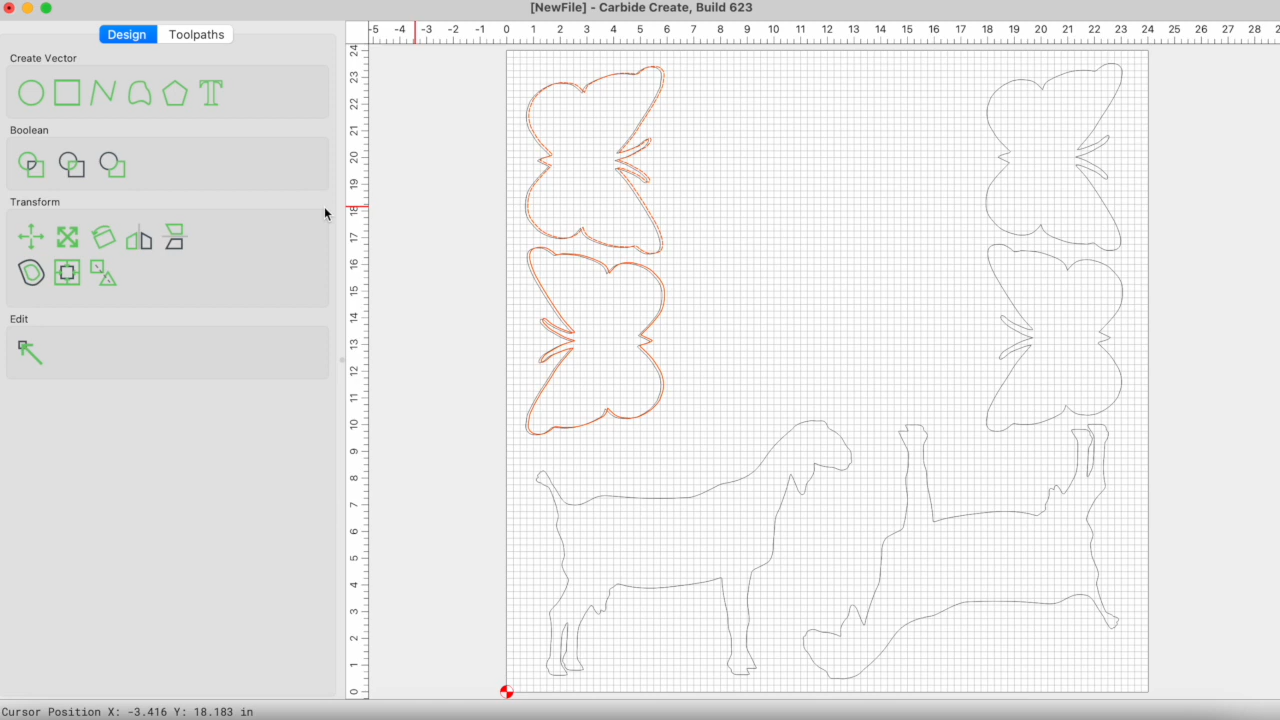 [NewFile] - Carbide Create, Build 623
Design Toolpaths
-5 -4 -3 -2 -1 0 1 2 3 4 5 6 7 8 9 10 11 12 13 14 15 16 17 18 19 20 21 22 23 24 25 26 27 28
Create Vector
T
Boolean
Transform
Edit
24
23
22
21
20
19
18
17
16
15
14
13
12
11
10
9
8
7
6
5
4
3
2
1
0
Cursor Position X: -3.416 Y: 18.183 in